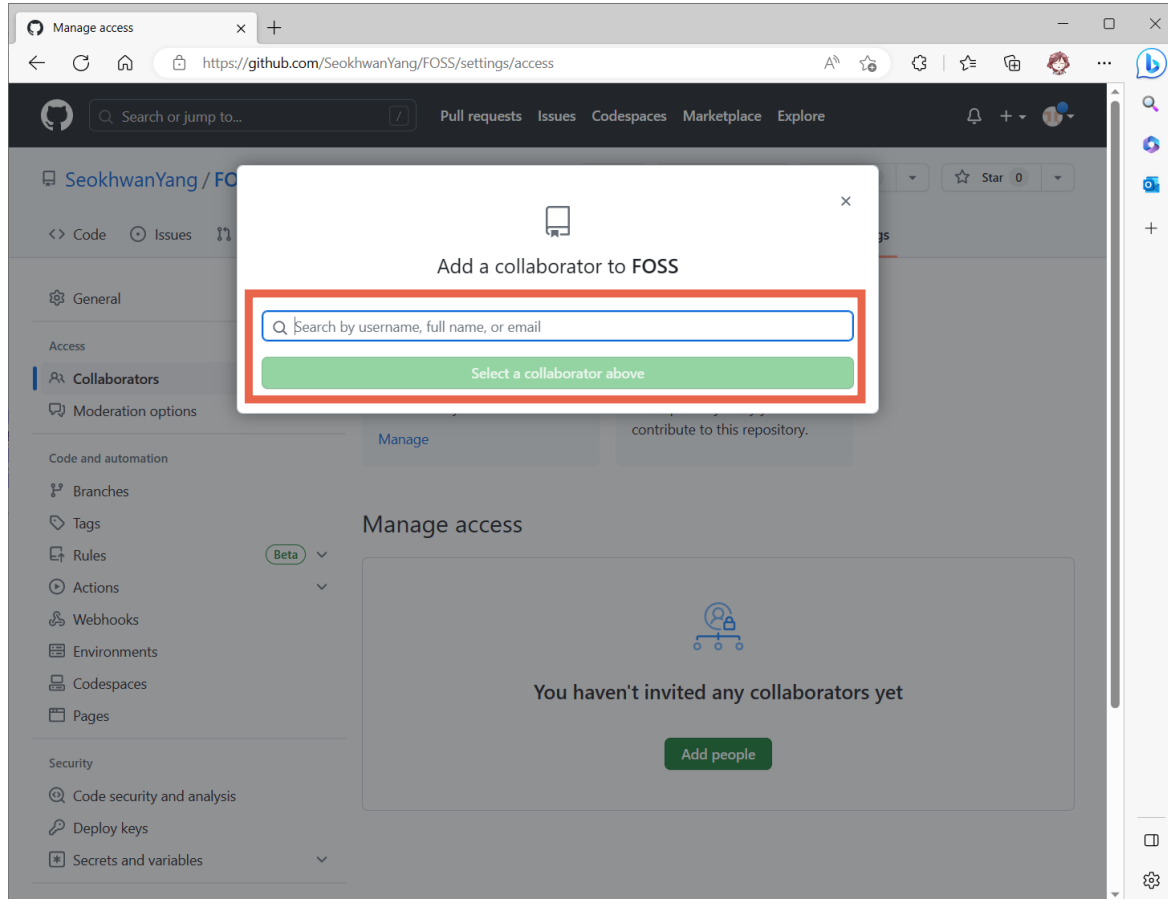 Manage access
https://github.com/SeokhwanYang/FOSS/settings/access
Search or jump to... /
Pull requests Issues Codespaces Marketplace Explore
SeokhwanYang / FO
Star 0
Code Issues
gs
Add a collaborator to FOSS
Search by username, full name, or email
Select a collaborator above
General
Access
Collaborators
Moderation options
Manage
contribute to this repository.
Code and automation
Branches
Tags
Rules Beta
Actions
Webhooks
Environments
Codespaces
Pages
Manage access
You haven't invited any collaborators yet
Add people
Security
Code security and analysis
Deploy keys
Secrets and variables